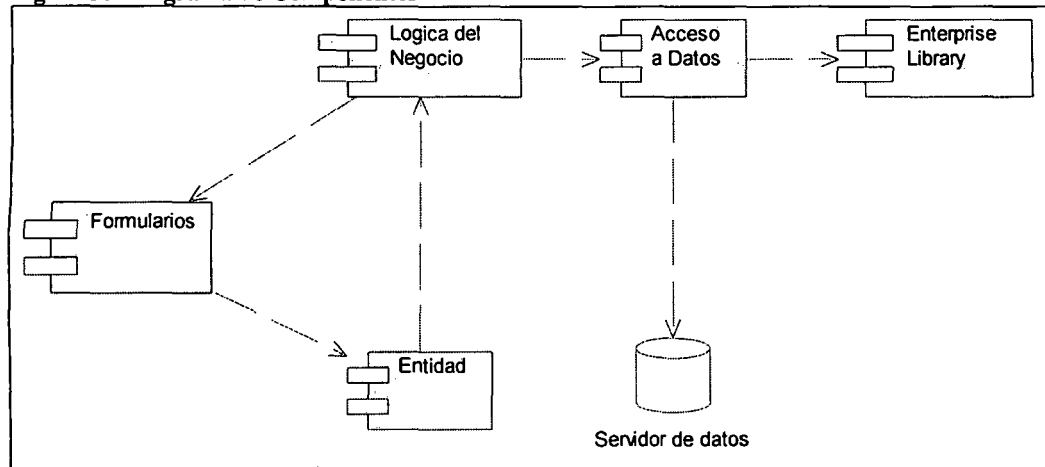 Logica del
Negocio
Acceso
a Datos
Enterprise
Library
Formularios
Entidad
Servidor de datos